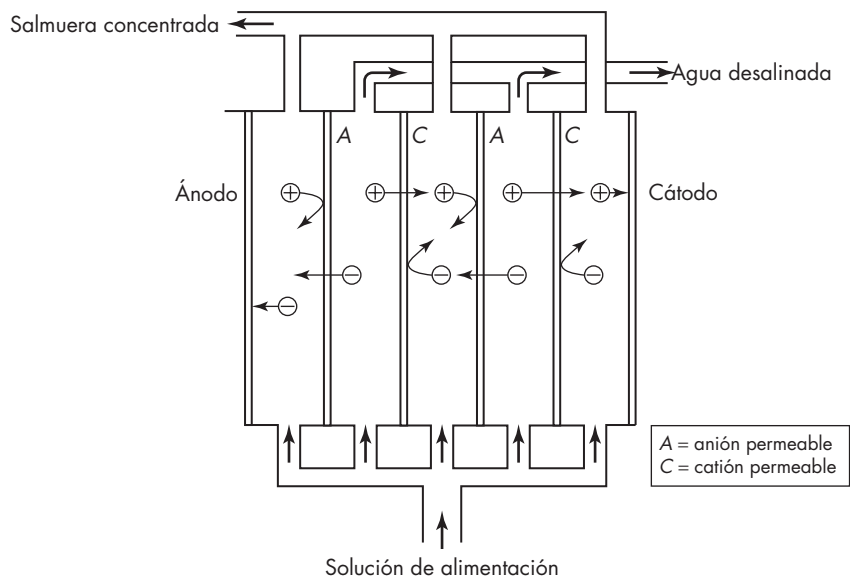 Salmuera concentrada
Agua desalinada
A
C
A
C
Ánodo
Cátodo
A = anión permeable
C = catión permeable
Solución de alimentación